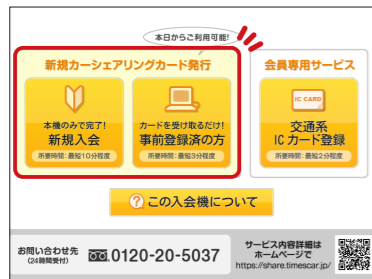 本日からご利用可能!
新規カーシェアリングカード発行
本機のみで完了!
新規入会
所要時間:最短10分程度
カードを受け取るだけ!
事前登録済の方
所要時間:最短3分程度
会員専用サービス
IC CARD
交通系
ICカード登録
所要時間:最短2分程度
? この入会機について
お問い合わせ先
(24時間受付)
0120-20-5037
サービス内容詳細は
ホームページで
https://share.timescar.jp/